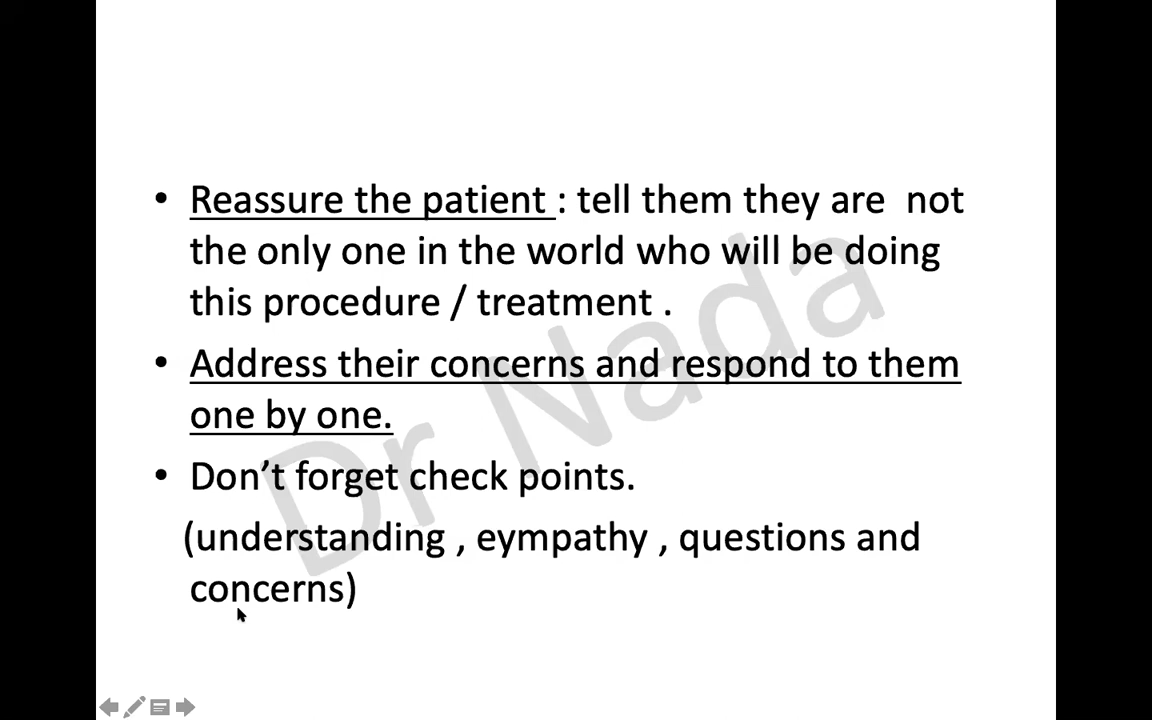 • Reassure the patient : tell them they are  not
the only one in the world who will be doing
this procedure / treatment .
• Address their concerns and respond to them
one by one.
• Don’t forget check points.
(understanding , eympathy , questions and
concerns)
Dr Nada